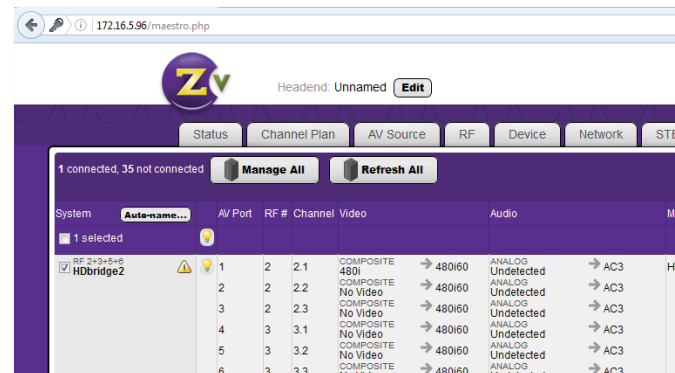 172.16.5.96/maestro.php
ZV
Headend: Unnamed Edit
Status Channel Plan AV Source RF Device Network
1 connected, 35 not connected Manage All Refresh All
System Auto-name... AV Port RF # Channel Video Audio
1 selected
RF 2+3+5+6 COMPOSITE ANALOG
HDbridge2 1 2 2.1 480i 480i60 Undetected AC3
COMPOSITE ANALOG
2 2 2.2 No Video 480i60 Undetected AC3
COMPOSITE ANALOG
3 2 2.3 No Video 480i60 Undetected AC3
COMPOSITE ANALOG
4 3 3.1 No Video 480i60 Undetected AC3
COMPOSITE ANALOG
5 3 3.2 No Video 480i60 Undetected AC3
COMPOSITE ANALOG
6 3 3.3 No Video 480i60 Undetected AC3